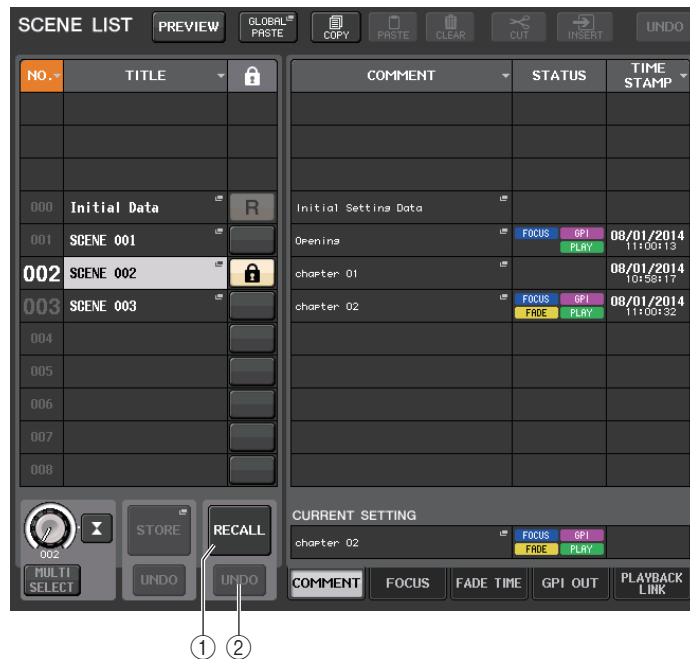 SCENE LIST PREVIEW GLOBAL PASTE COPY PASTE CLEAR CUT INSERT UNDO
NO. TITLE COMMENT STATUS TIME STAMP
000 Initial Data R Initial Setting Data
001 SCENE 001 Opening FOCUS GPI PLAY 08/01/2014 11:00:13
002 SCENE 002 chapter 01 08/01/2014 10:58:17
003 SCENE 003 chapter 02 FOCUS GPI FADE PLAY 08/01/2014 11:00:32
004
005
006
007
008
CURRENT SETTING
002 STORE RECALL chapter 02 FOCUS GPI FADE PLAY
MULTI SELECT UNDO UNDO COMMENT FOCUS FADE TIME GPI OUT PLAYBACK LINK
① ②